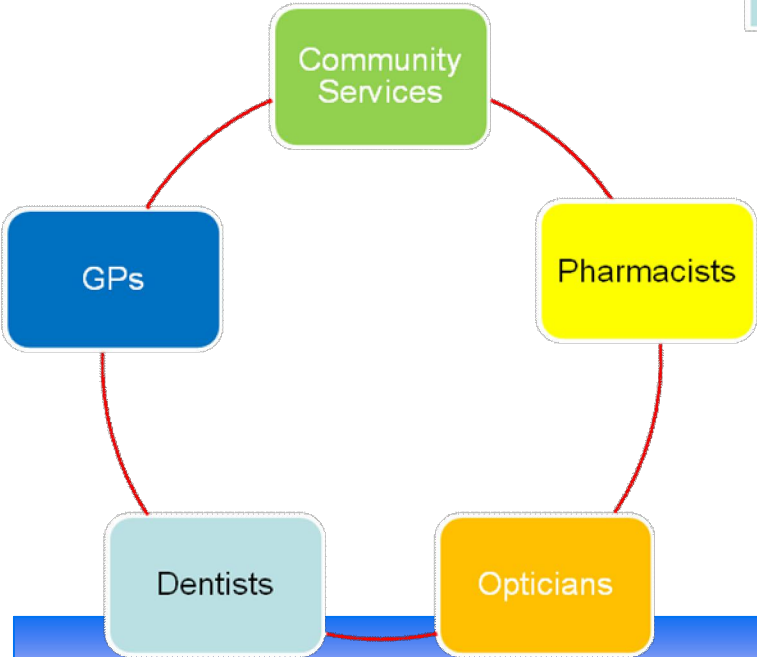 Community
Services
GPs
Pharmacists
Dentists
Opticians